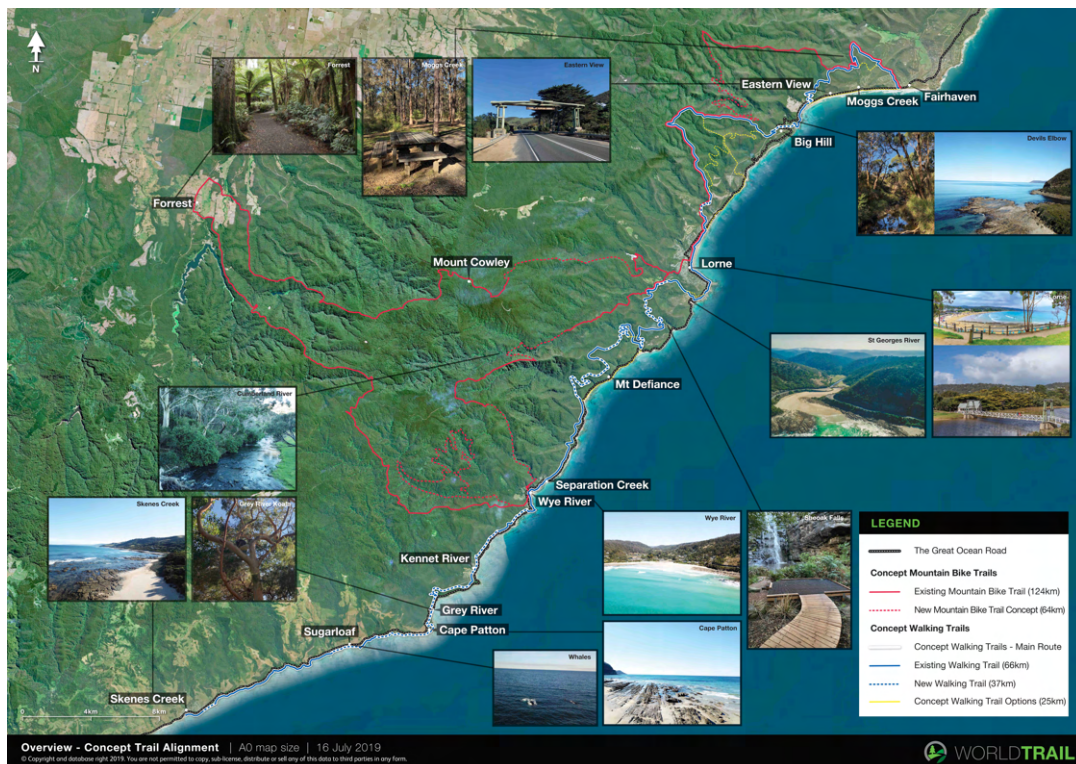 N
Forrest
Moggs Creek
Eastern View
Eastern View
Moggs Creek
Fairhaven
Big Hill
Devils Elbow
Forrest
Mount Cowley
Lorne
Lorne
St Georges River
Mt Defiance
Cumberland River
Separation Creek
Wye River
Skenes Creek
Grey River Koala
Wye River
Sheoak Falls
Kennet River
Grey River
Cape Patton
Sugarloaf
Whales
Cape Patton
Skenes Creek
0
4km
8km
LEGEND
The Great Ocean Road
Concept Mountain Bike Trails
Existing Mountain Bike Trail (124km)
New Mountain Bike Trail Concept (64km)
Concept Walking Trails
Concept Walking Trails - Main Route
Existing Walking Trail (66km)
New Walking Trail (37km)
Concept Walking Trail Options (25km)
Overview - Concept Trail Alignment | A0 map size | 16 July 2019
© Copyright and database right 2019. You are not permitted to copy, sub-license, distribute or sell any of this data to third parties in any form.
WORLDTRAIL